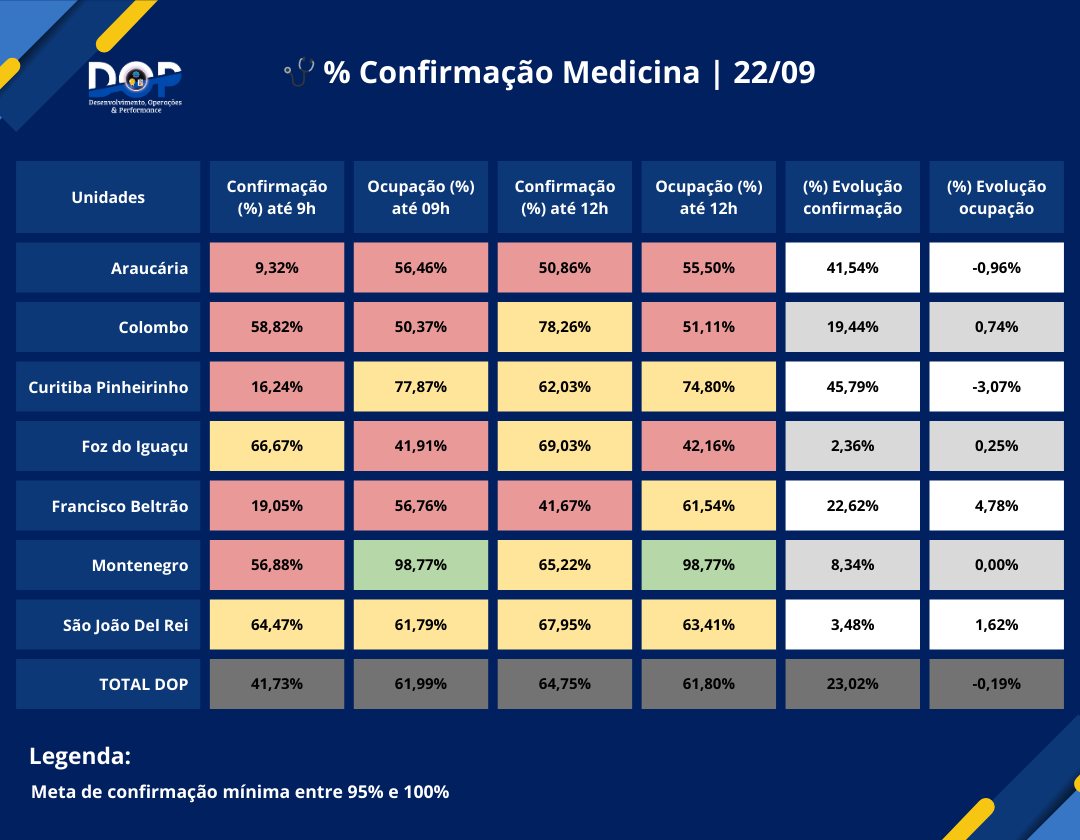 DOP
Desenvolvimento, Operações
& Performance
% Confirmação Medicina | 22/09
Unidades
Confirmação
(%) até 9h
Ocupação (%)
até 09h
Confirmação
(%) até 12h
Ocupação (%)
até 12h
(%) Evolução
confirmação
(%) Evolução
ocupação
Araucária 9,32% 56,46% 50,86% 55,50% 41,54% -0,96%
Colombo 58,82% 50,37% 78,26% 51,11% 19,44% 0,74%
Curitiba Pinheirinho 16,24% 77,87% 62,03% 74,80% 45,79% -3,07%
Foz do Iguaçu 66,67% 41,91% 69,03% 42,16% 2,36% 0,25%
Francisco Beltrão 19,05% 56,76% 41,67% 61,54% 22,62% 4,78%
Montenegro 56,88% 98,77% 65,22% 98,77% 8,34% 0,00%
São João Del Rei 64,47% 61,79% 67,95% 63,41% 3,48% 1,62%
TOTAL DOP 41,73% 61,99% 64,75% 61,80% 23,02% -0,19%
Legenda:
Meta de confirmação mínima entre 95% e 100%